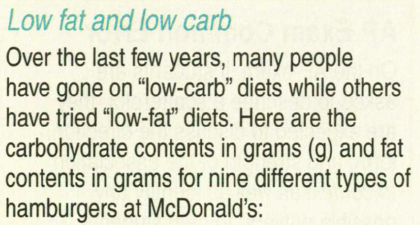 Low fat and low carb
Over the last few years, many people
have gone on “low-carb” diets while others
have tried “low-fat” diets. Here are the
carbohydrate contents in grams (g) and fat
contents in grams for nine different types of
hamburgers at McDonald’s: